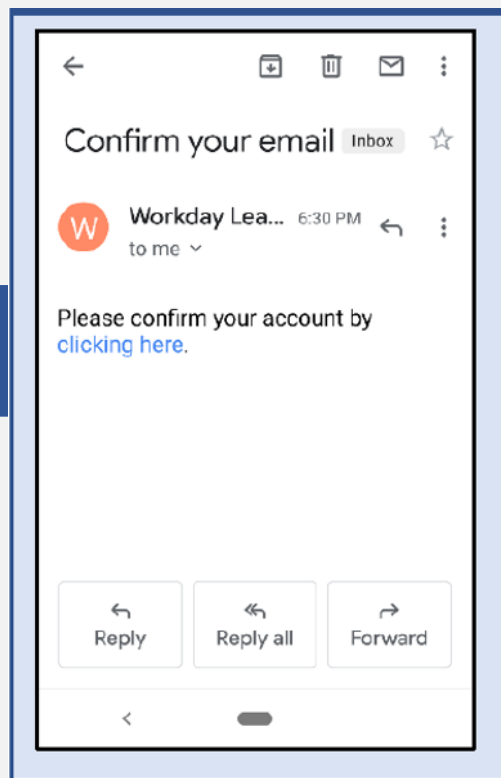 Confirm your email Inbox
W
Workday Lea... 6:30 PM
to me
Please confirm your account by
clicking here.
Reply Reply all Forward